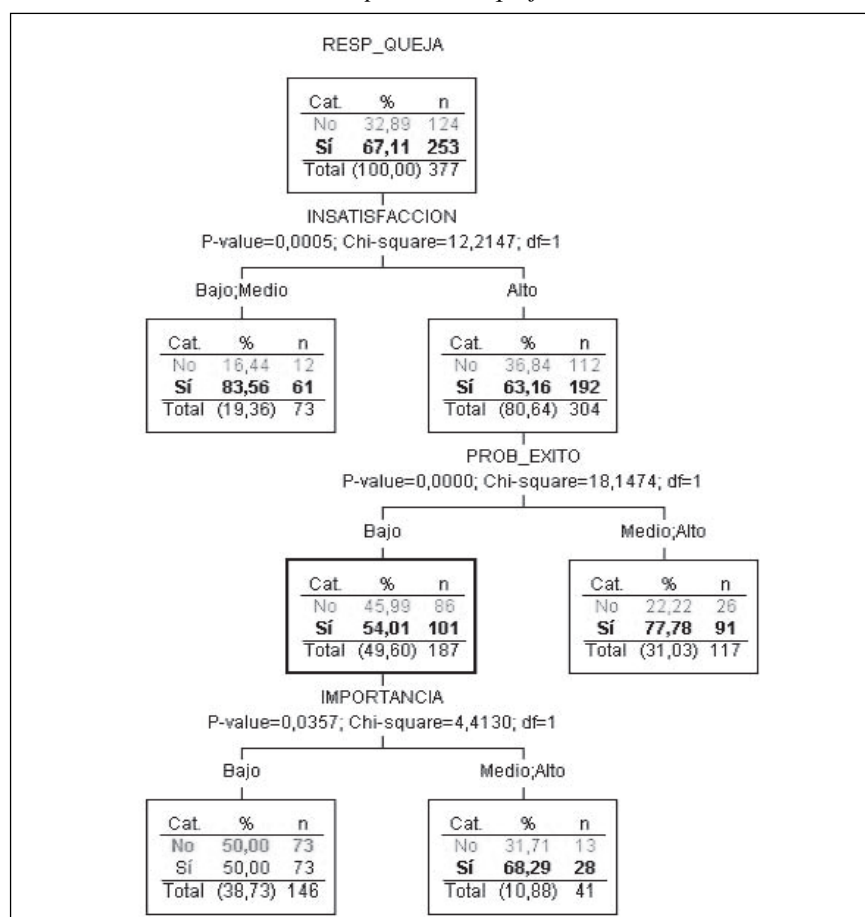 RESP_QUEJA
Cat. % n
No 32,89 124
Sí 67,11 253
Total (100,00) 377
INSATISFACCION
P-value=0,0005; Chi-square=12,2147; df=1
Bajo;Medio Alto
Cat. % n
No 16,44 12
Sí 83,56 61
Total (19,36) 73
Cat. % n
No 36,84 112
Sí 63,16 192
Total (80,64) 304
PROB_EXITO
P-value=0,0000; Chi-square=18,1474; df=1
Bajo Medio;Alto
Cat. % n
No 45,99 86
Sí 54,01 101
Total (49,60) 187
Cat. % n
No 22,22 26
Sí 77,78 91
Total (31,03) 117
IMPORTANCIA
P-value=0,0357; Chi-square=4,4130; df=1
Bajo Medio;Alto
Cat. % n
No 50,00 73
Sí 50,00 73
Total (38,73) 146
Cat. % n
No 31,71 13
Sí 68,29 28
Total (10,88) 41